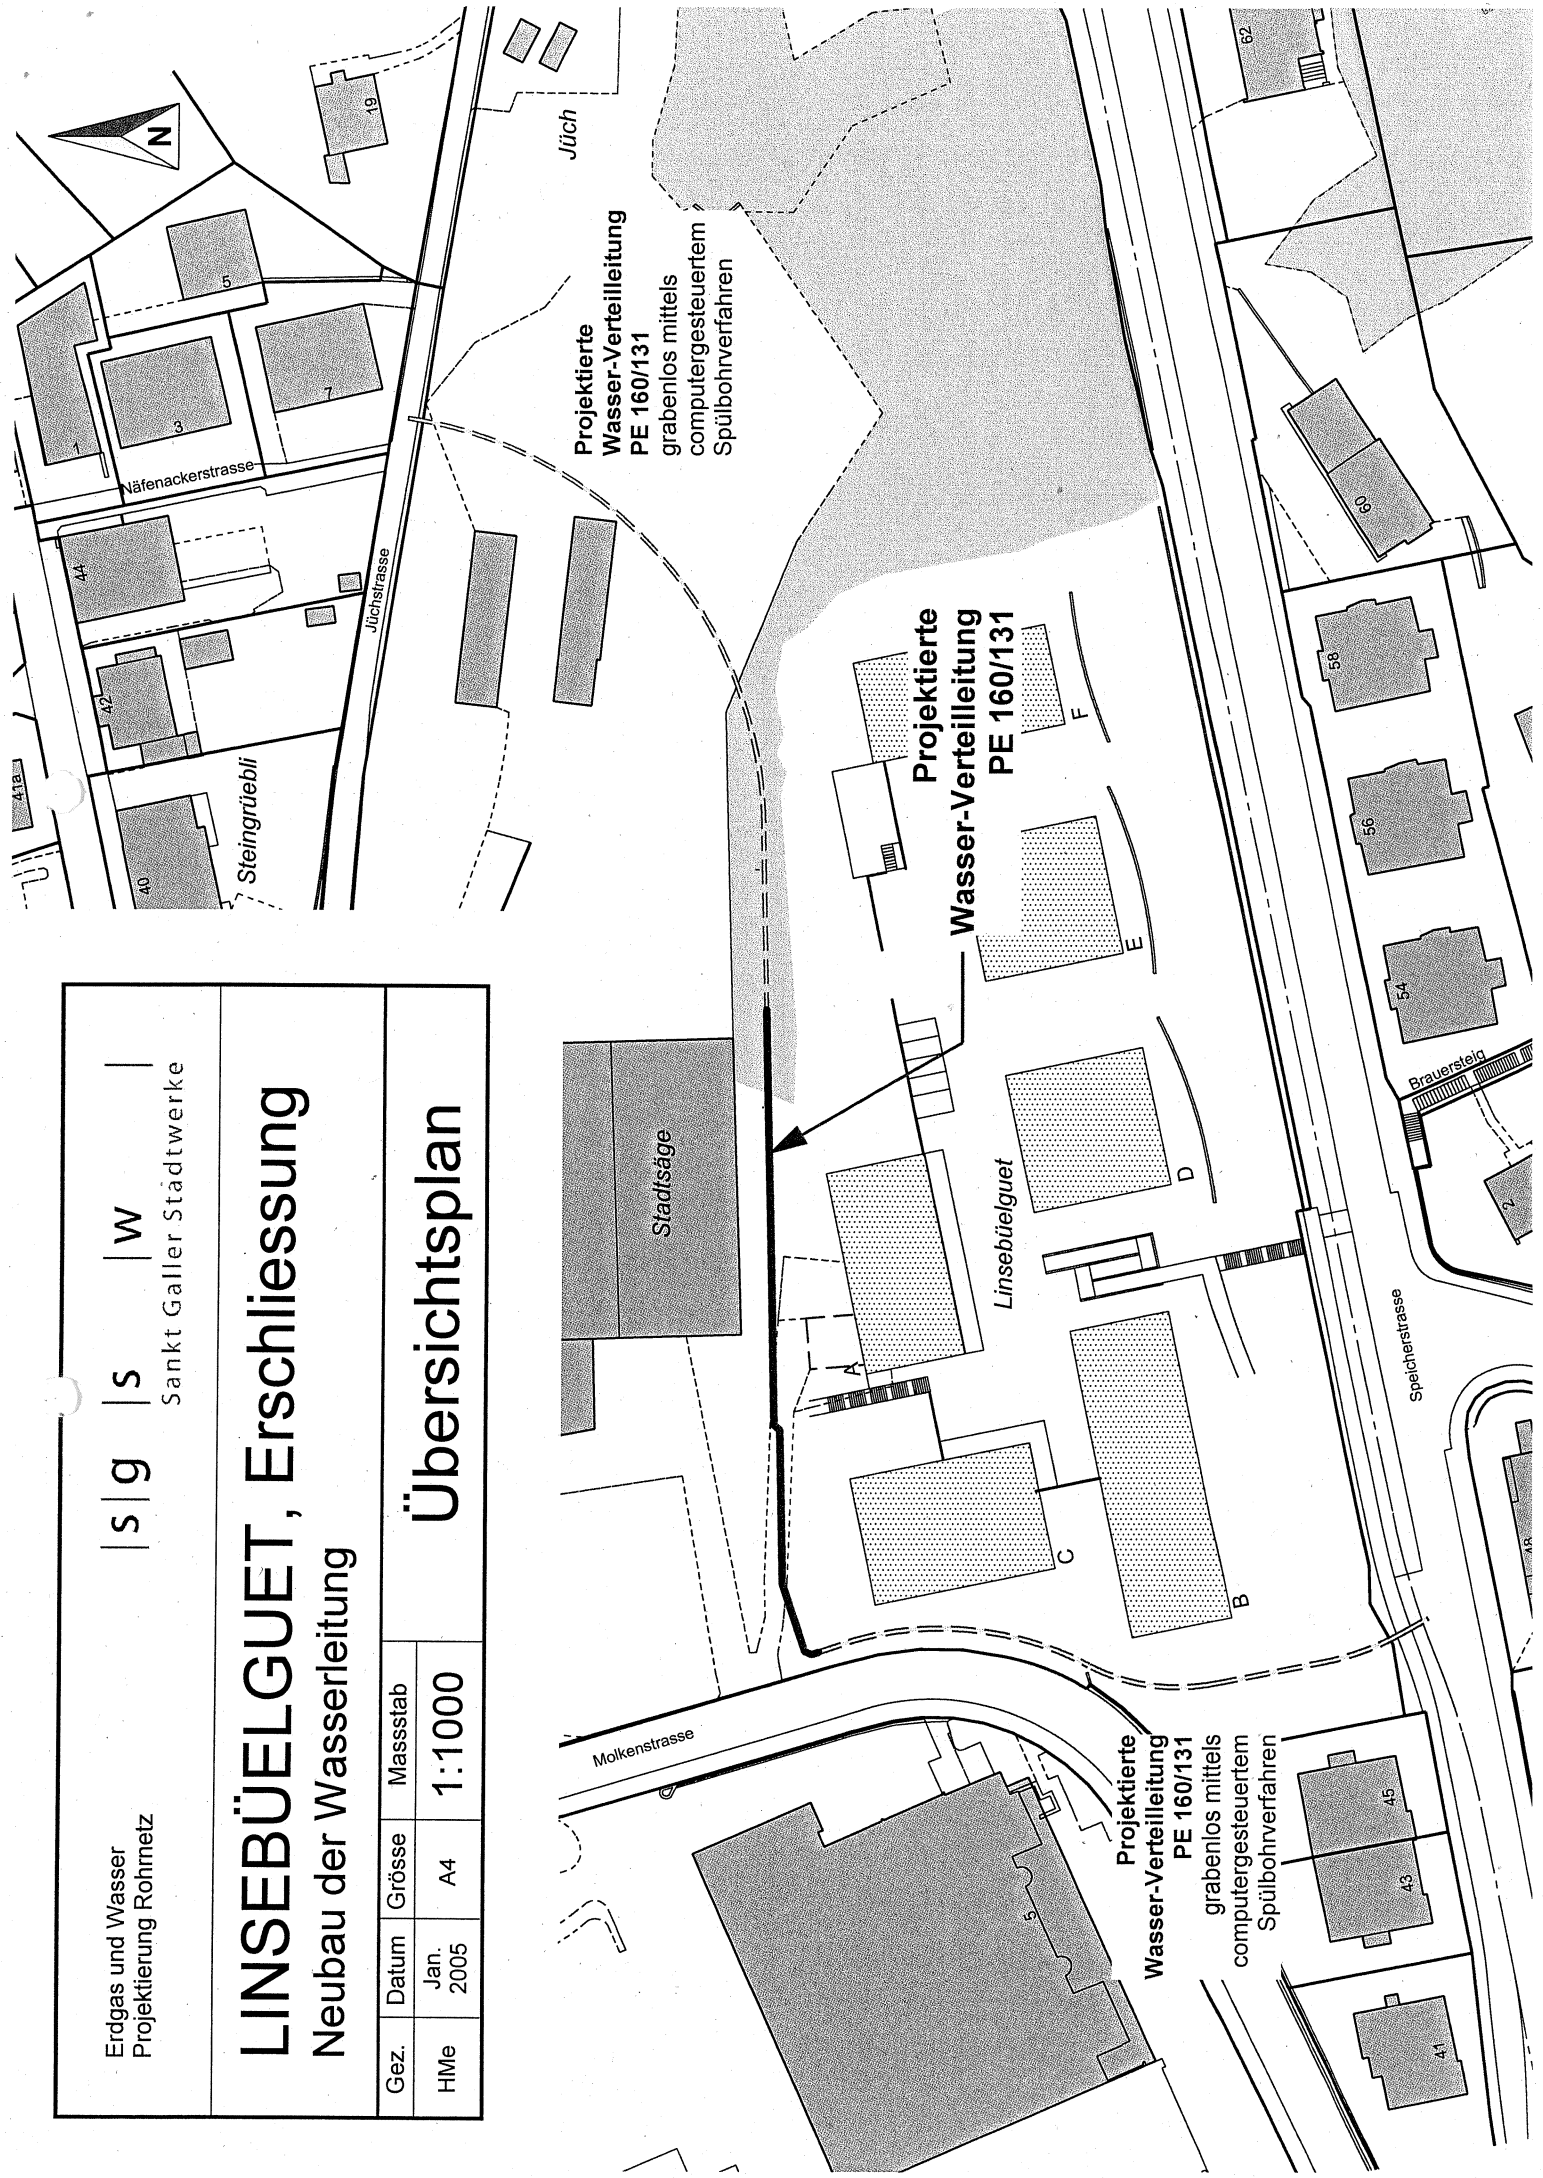 Erdgas und Wasser
Projektierung Rohrnetz
|s|g |s |w |
Sankt Galler Stadtwerke
LINSEBÜELGUET, Erschliessung
Neubau der Wasserleitung
Gez.
Datum
Grösse
Massstab
HMe
Jan.
2005
A4
1:1000
Übersichtsplan
41a
40
42
44
1
3
5
7
19
N
Näfenackerstrasse
Steingrüebli
Jüchstrasse
Jüch
Projektierte
Wasser-Verteilleitung
PE 160/131
grabenlos mittels
computergesteuertem
Spülbohrverfahren
Stadtsäge
Molkenstrasse
Projektierte
Wasser-Verteilleitung
PE 160/131
Linsebüelguet
A
B
C
D
E
F
5
Projektierte
Wasser-Verteilleitung
PE 160/131
grabenlos mittels
computergesteuertem
Spülbohrverfahren
Speicherstrasse
Brauersteig
41
43
45
48
2
54
56
58
60
62